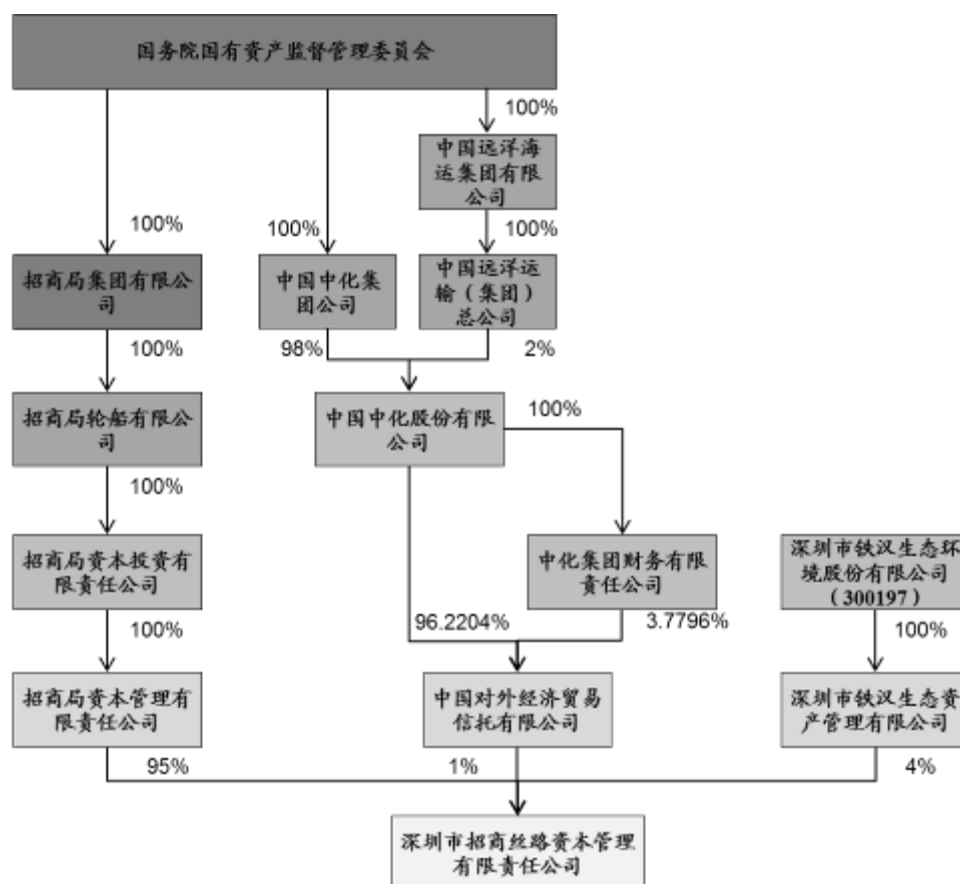 国务院国有资产监督管理委员会
100%
中国远洋海
运集团有限
公司
100%
100%
100%
招商局集团有限公
司
中国中化集
团公司
中国远洋运
输（集团）
总公司
100%
98%
2%
招商局轮船有限公
司
中国中化股份有限
公司
100%
100%
招商局资本投资有
限责任公司
中化集团财务有限
责任公司
深圳市铁汉生态环
境股份有限公司
（300197）
100%
96.2204%
3.7796%
100%
招商局资本管理有
限责任公司
中国对外经济贸易
信托有限公司
深圳市铁汉生态资
产管理有限公司
95%
1%
4%
深圳市招商丝路资本管理
有限责任公司